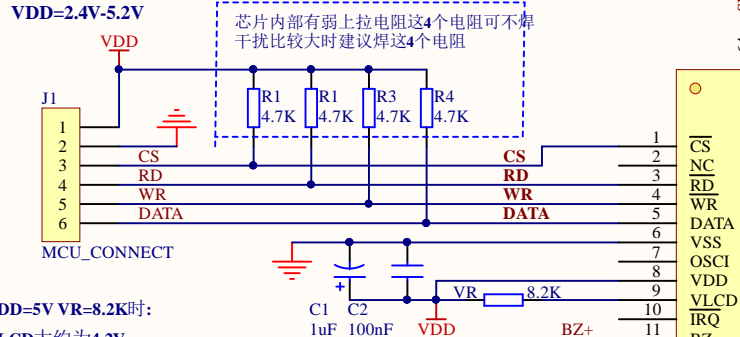 VDD=2.4V-5.2V
芯片内部有弱上拉电阻这4个电阻可不焊
干扰比较大时建议焊这4个电阻
VDD
J1
R1 R1 R3 R4
4.7K 4.7K 4.7K 4.7K
1
2
3
4
5
6
CS
RD
WR
DATA
MCU_CONNECT
CS
RD
WR
DATA
1 CS
2 NC
3 RD
4 WR
5 DATA
6 VSS
7 OSCI
8 VDD
9 VLCD
10 IRQ
11
C1 C2
1uF 100nF
+
VR 8.2K
VDD
BZ+
DD=5V VR=8.2K时: